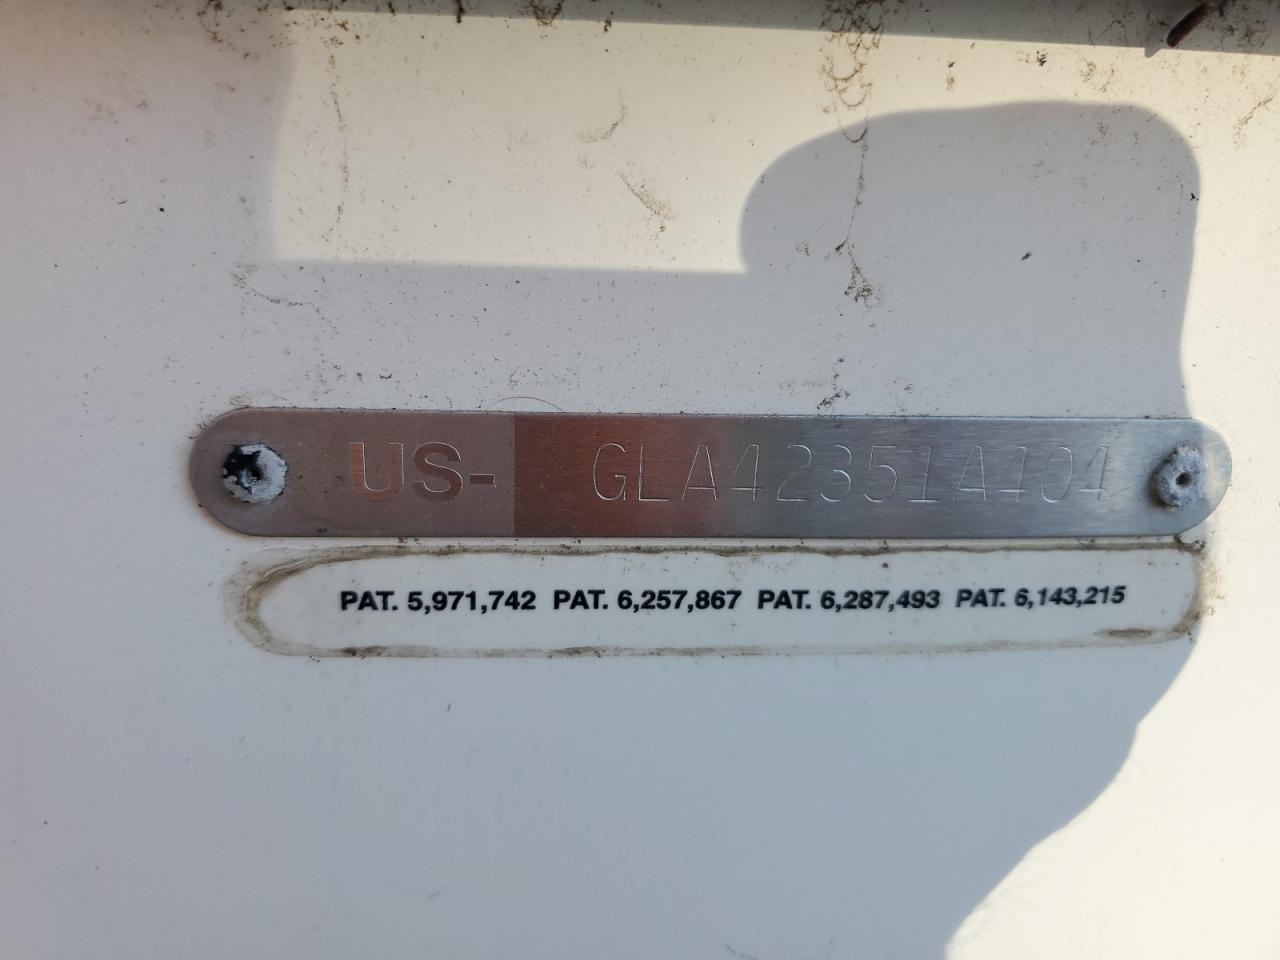 US- GLA42351A404
PAT. 5,971,742 PAT. 6,257,867 PAT. 6,287,493 PAT. 6,143,215